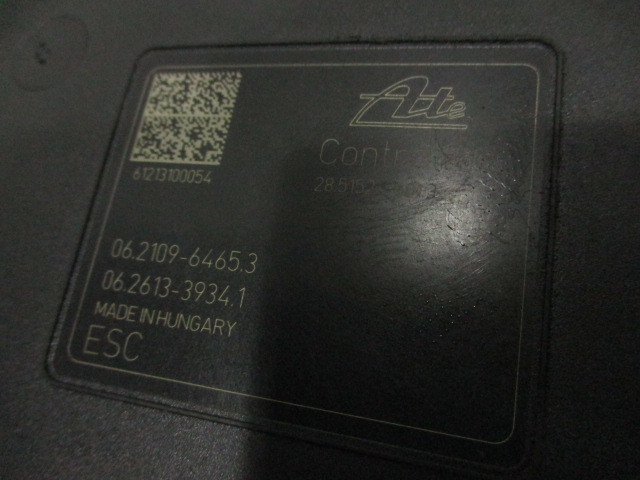 Ate
61213100054
06.2109-6465.3
06.2613-3934.1
MADE IN HUNGARY
ESC